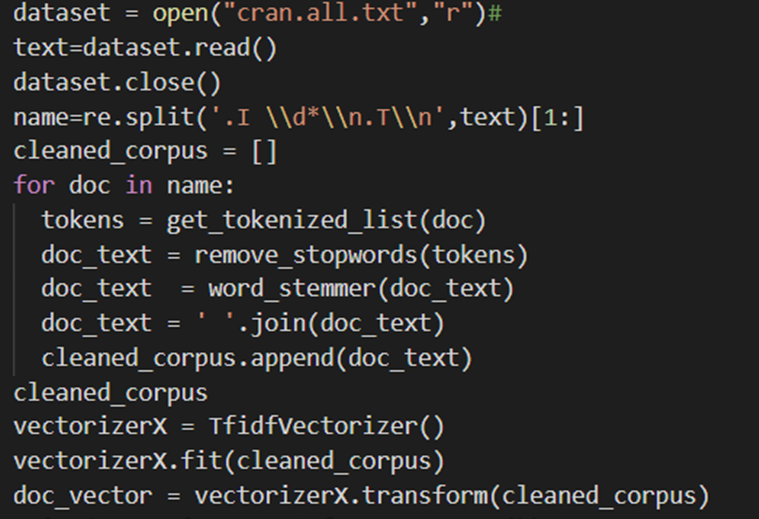 dataset = open("cran.all.txt","r")#
text=dataset.read()
dataset.close()
name=re.split('.I \\d*\\n.T\\n',text)[1:]
cleaned_corpus = []
for doc in name:
  tokens = get_tokenized_list(doc)
  doc_text = remove_stopwords(tokens)
  doc_text  = word_stemmer(doc_text)
  doc_text = ' '.join(doc_text)
  cleaned_corpus.append(doc_text)
cleaned_corpus
vectorizerX = TfidfVectorizer()
vectorizerX.fit(cleaned_corpus)
doc_vector = vectorizerX.transform(cleaned_corpus)